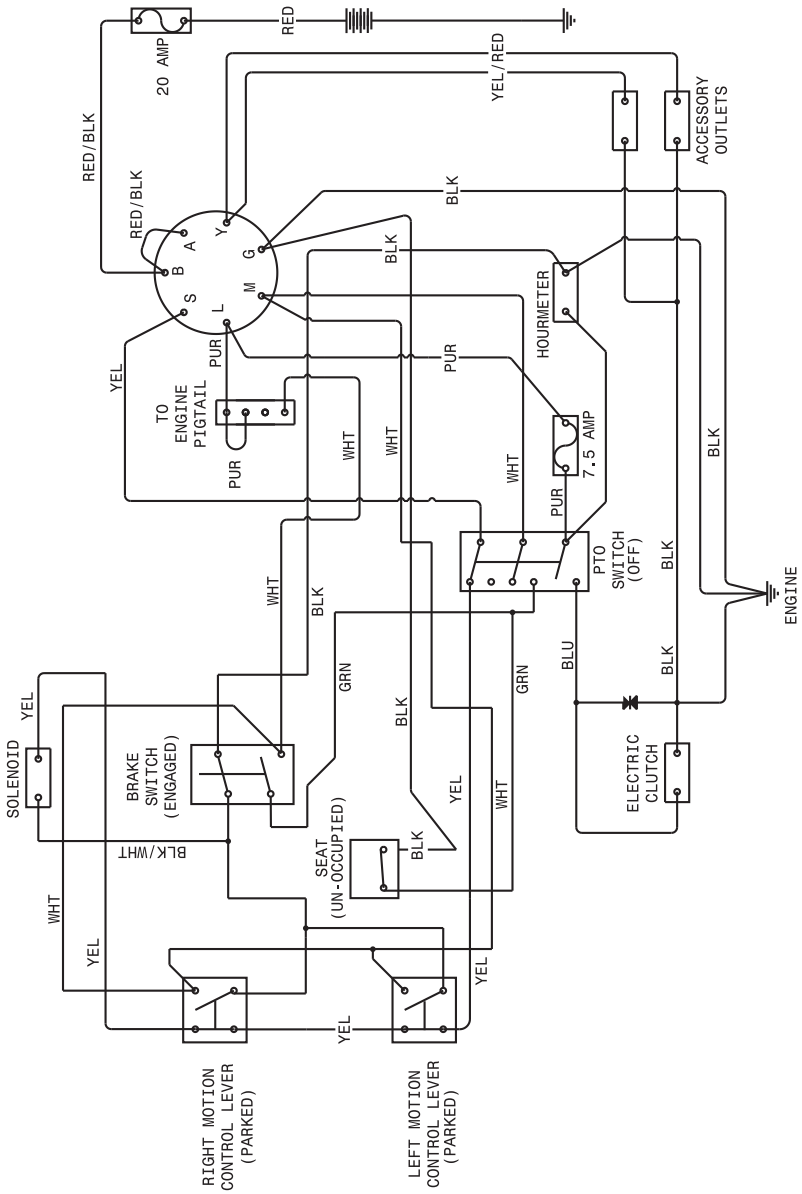 RED
20 AMP
YEL/RED
RED/BLK
RED/BLK
ACCESSORY
OUTLETS
BLK
A
B
Y
S
G
L
M
BLK
HOURMETER
PUR
YEL
PUR
TO
ENGINE
PIGTAIL
PUR
WHT
WHT
WHT
7.5 AMP
PUR
BLK
PTO
SWITCH
(OFF)
BLK
ENGINE
WHT
BLK
GRN
BLK
GRN
BLU
BLK
YEL
SOLENOID
BRAKE
SWITCH
(ENGAGED)
BLK/WHT
SEAT
(UN-OCCUPIED)
BLK
YEL
WHT
ELECTRIC
CLUTCH
WHT
YEL
YEL
YEL
RIGHT MOTION
CONTROL LEVER
(PARKED)
LEFT MOTION
CONTROL LEVER
(PARKED)